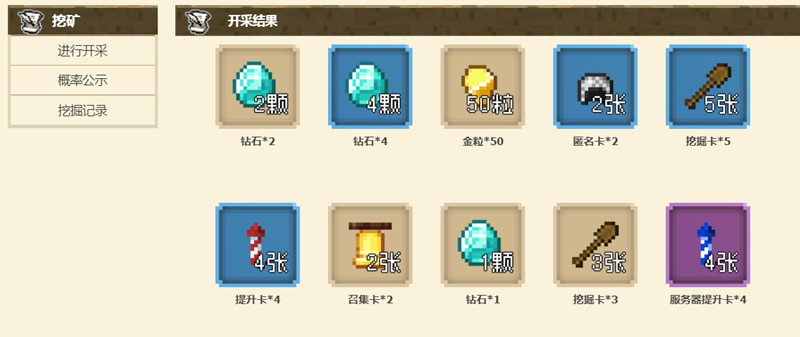 挖矿
进行开采
概率公示
挖掘记录
开采结果
2颗
4颗
50粒
2张
5张
钻石*2
钻石*4
金粒*50
匿名卡*2
挖掘卡*5
4张
2张
1颗
3张
4张
提升卡*4
召集卡*2
钻石*1
挖掘卡*3
服务器提升卡*4